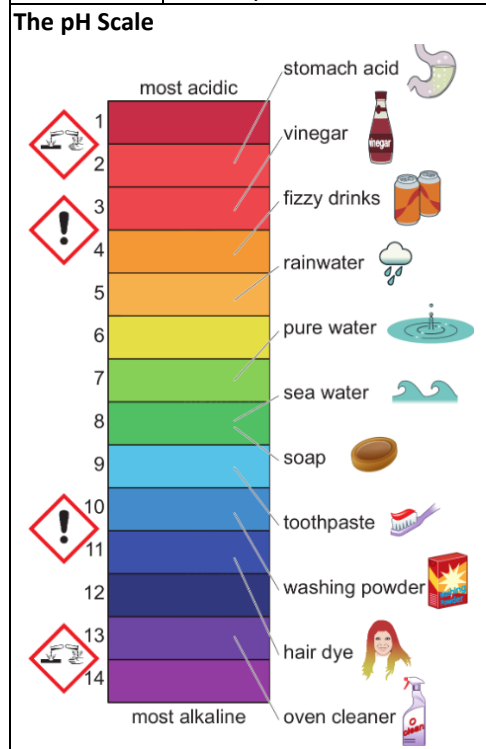 The pH Scale
most acidic
stomach acid
1
vinegar
vinegar
2
3
fizzy drinks
4
rainwater
5
6
pure water
7
sea water
8
soap
9
toothpaste
10
washing powder
11
12
hair dye
13
14
oven cleaner
clean
most alkaline